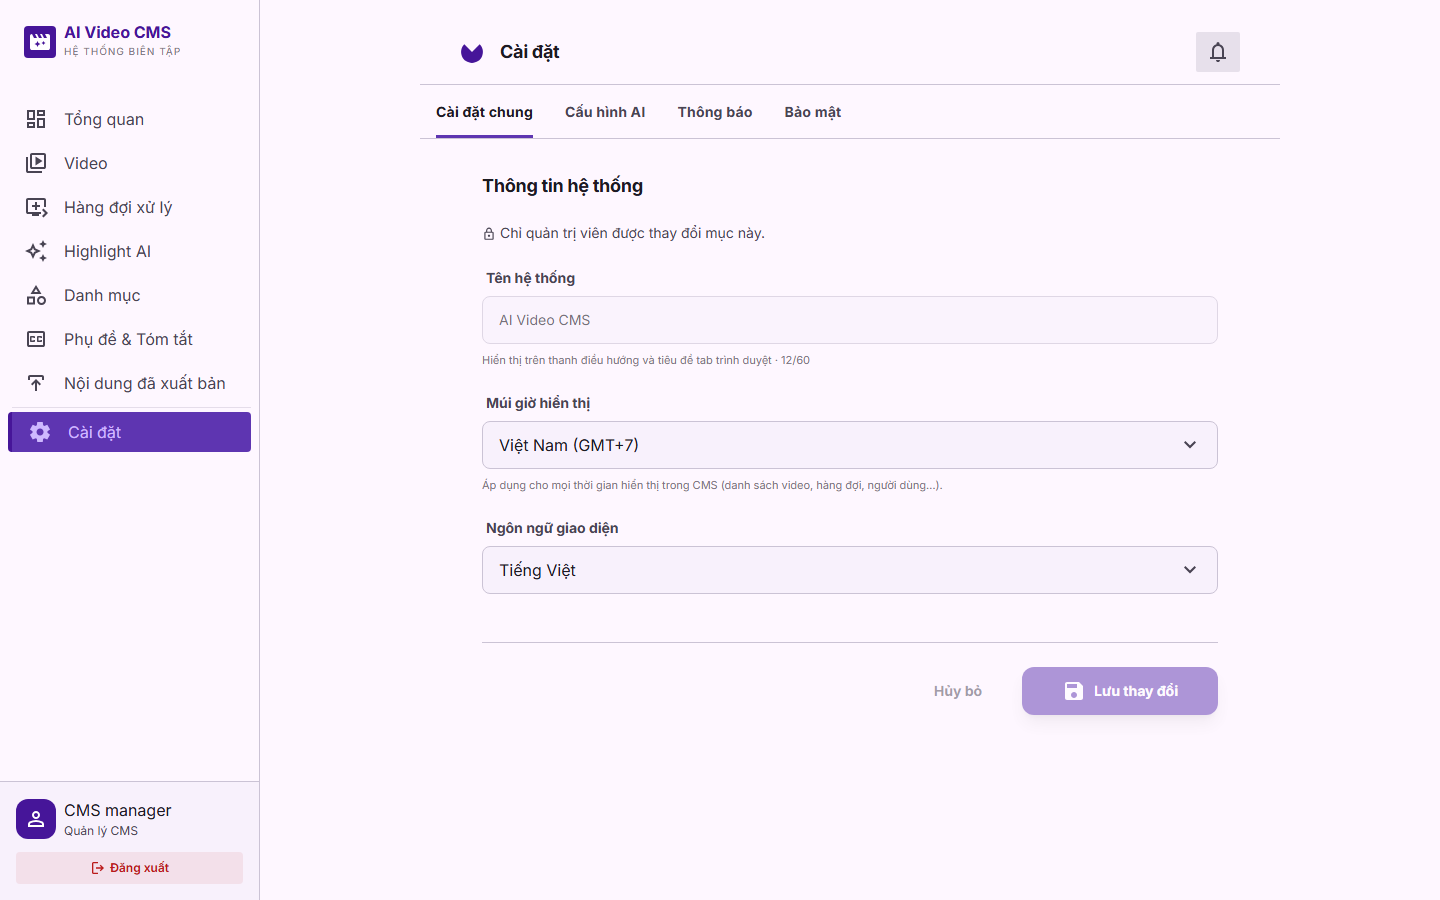 AI Video CMS
HỆ THỐNG BIÊN TẬP
Tổng quan
Video
Hàng đợi xử lý
Highlight AI
Danh mục
Phụ đề & Tóm tắt
Nội dung đã xuất bản
Cài đặt
CMS manager
Quản lý CMS
Đăng xuất
Cài đặt
Cài đặt chung
Cấu hình AI
Thông báo
Bảo mật
Thông tin hệ thống
Chỉ quản trị viên được thay đổi mục này.
Tên hệ thống
AI Video CMS
Hiển thị trên thanh điều hướng và tiêu đề tab trình duyệt · 12/60
Múi giờ hiển thị
Việt Nam (GMT+7)
Áp dụng cho mọi thời gian hiển thị trong CMS (danh sách video, hàng đợi, người dùng...).
Ngôn ngữ giao diện
Tiếng Việt
Hủy bỏ
Lưu thay đổi